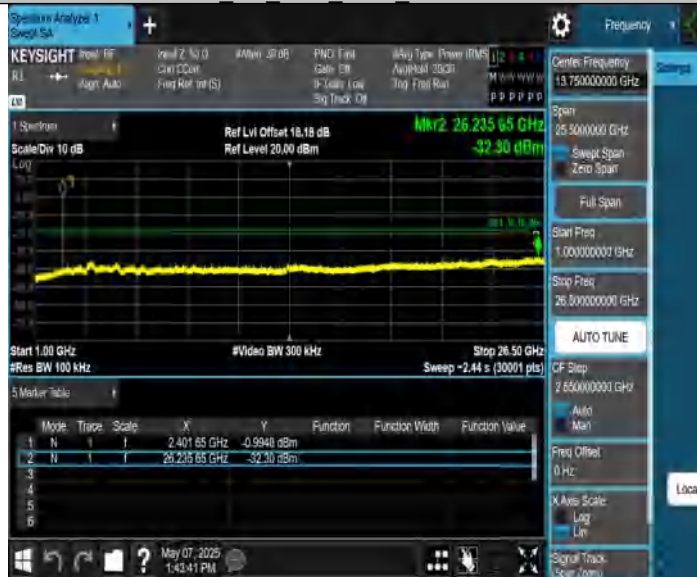 Spectrum Analyzer 1
Swept SA
Frequency
KEYSIGHT Input: RF
Align: Auto
Input Z: 50 Ω
Corr CCorr
Freq Ref: Int (S)
#Atten: 30 dB
PNO: Fast
Gate: Off
IF Gain: Low
Sig Track: Off
Avg Type: Power (RMS)
Trig: Free Run
P P P P P
Center Frequency
13.750000000 GHz
Settings
Span
25.5000000 GHz
Swept Span
Zero Span
Full Span
Start Freq
1.000000000 GHz
Stop Freq
26.500000000 GHz
AUTO TUNE
CF Step
2.550000000 GHz
Auto
Man
Freq Offset
0 Hz
X Axis Scale
Log
Lin
Signal Track
(Span Zoom)
Local
1 Spectrum
Scale/Div 10 dB
Log
Ref Lvl Offset 18.18 dB
Ref Level 20.00 dBm
Mkr2 26.235 65 GHz
-32.30 dBm
Start 1.00 GHz
#Res BW 100 kHz
#Video BW 300 kHz
Stop 26.50 GHz
Sweep ~2.44 s (30001 pts)
5 Marker Table
Mode Trace Scale X Y Function Function Width Function Value
1 N 1 f 2.401 65 GHz -0.9948 dBm
2 N 1 f 26.235 65 GHz -32.30 dBm
3
4
5
6
? May 07, 2025
1:43:41 PM